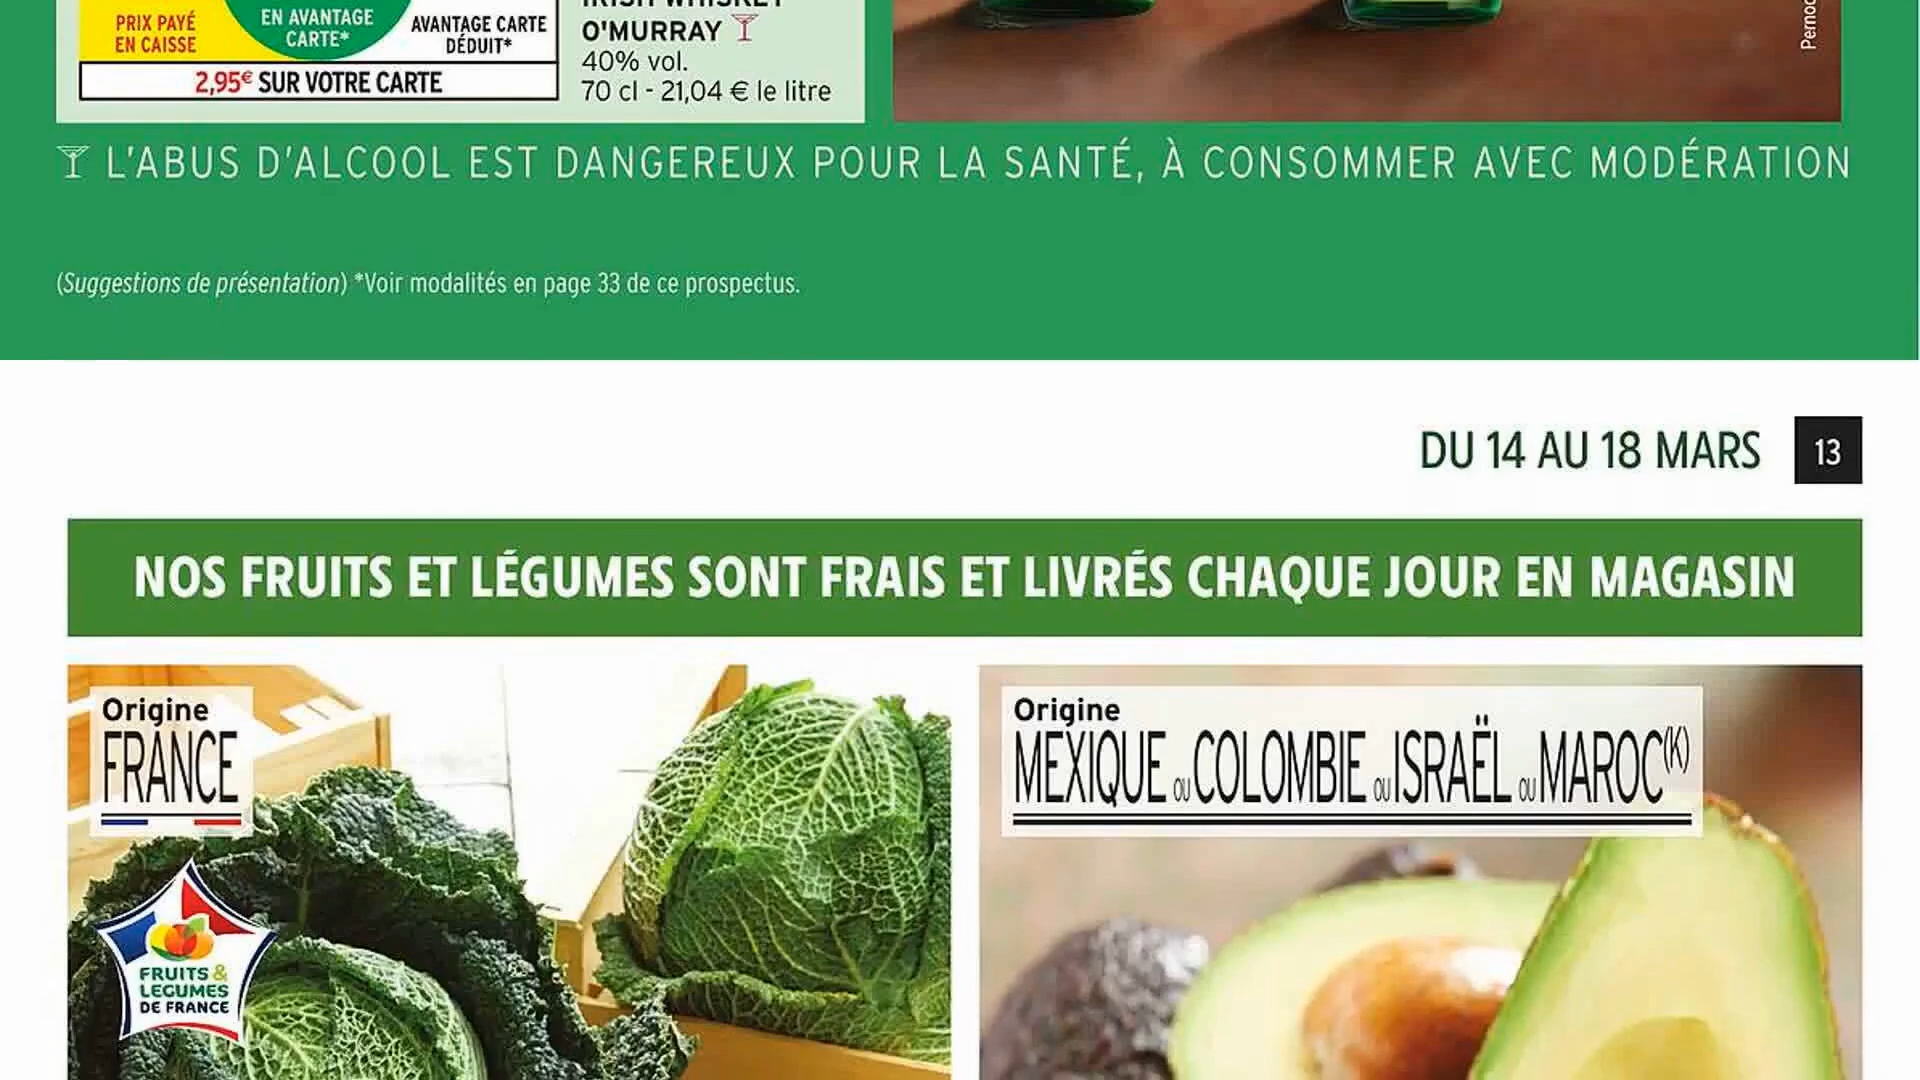 PRIX PAYÉ
EN CAISSE
EN AVANTAGE
CARTE*
AVANTAGE CARTE
DÉDUIT*
2,95€ SUR VOTRE CARTE
IRISH WHISKEY
O'MURRAY
40% vol.
70 cl - 21,04 € le litre
L'ABUS D'ALCOOL EST DANGEREUX POUR LA SANTÉ, À CONSOMMER AVEC MODÉRATION
(Suggestions de présentation) *Voir modalités en page 33 de ce prospectus.
DU 14 AU 18 MARS 13
NOS FRUITS ET LÉGUMES SONT FRAIS ET LIVRÉS CHAQUE JOUR EN MAGASIN
Origine
FRANCE
FRUITS &
LEGUMES
DE FRANCE
Origine
MEXIQUE OU COLOMBIE OU ISRAËL OU MAROC(K)